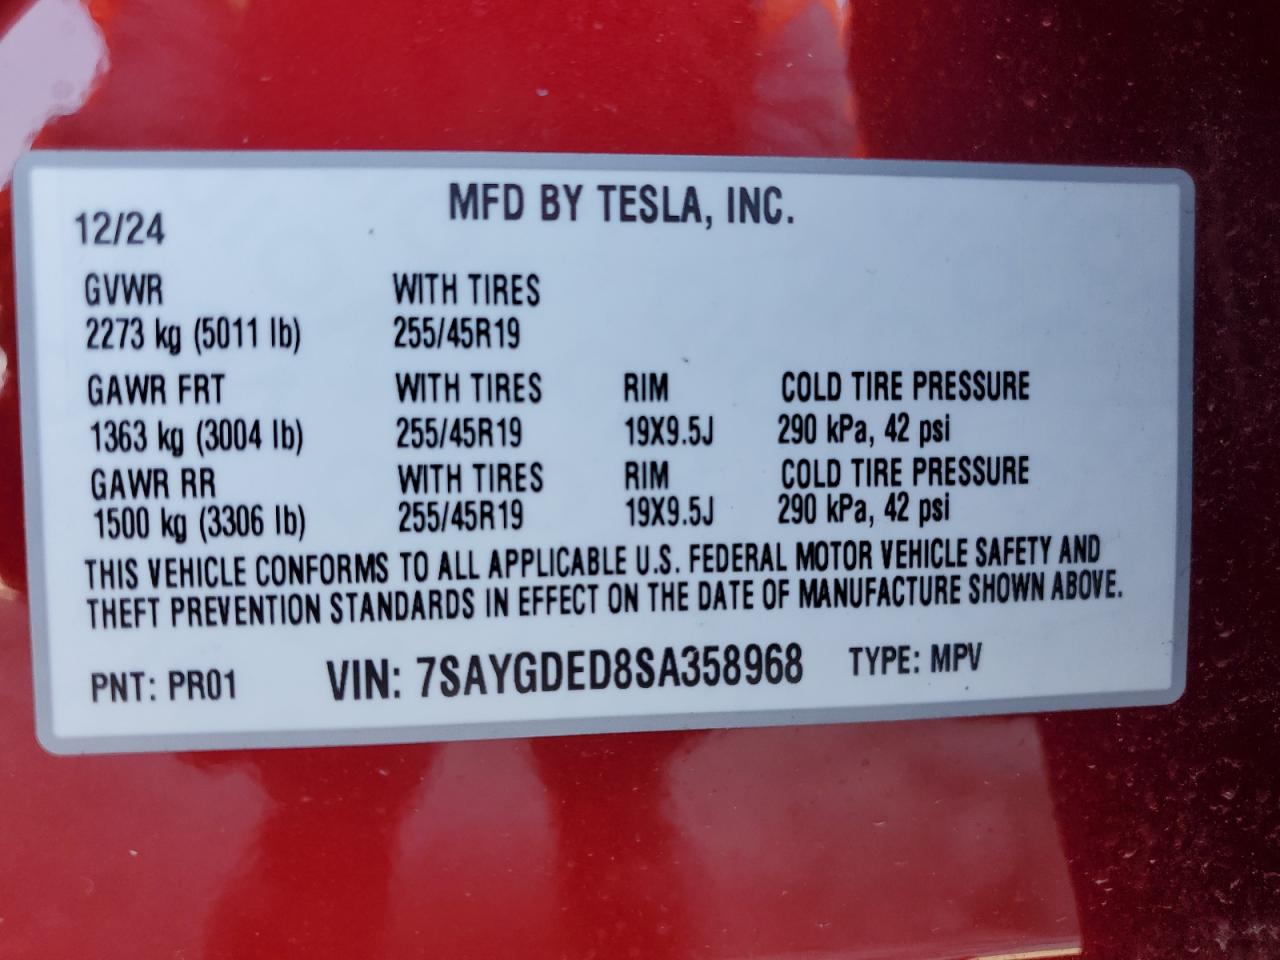 MFD BY TESLA, INC.
12/24
GVWR WITH TIRES
2273 kg (5011 lb) 255/45R19
GAWR FRT WITH TIRES RIM COLD TIRE PRESSURE
1363 kg (3004 lb) 255/45R19 19X9.5J 290 kPa, 42 psi
GAWR RR WITH TIRES RIM COLD TIRE PRESSURE
1500 kg (3306 lb) 255/45R19 19X9.5J 290 kPa, 42 psi
THIS VEHICLE CONFORMS TO ALL APPLICABLE U.S. FEDERAL MOTOR VEHICLE SAFETY AND
THEFT PREVENTION STANDARDS IN EFFECT ON THE DATE OF MANUFACTURE SHOWN ABOVE.
PNT: PR01 VIN: 7SAYGDED8SA358968 TYPE: MPV